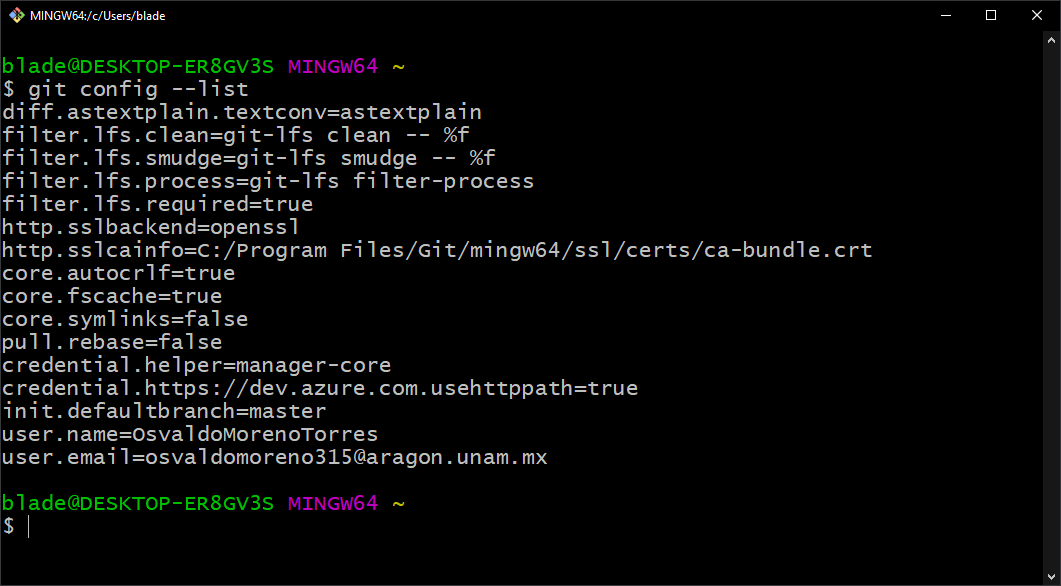 MINGW64:/c/Users/blade
blade@DESKTOP-ER8GV3S MINGW64 ~
$ git config --list
diff.astextplain.textconv=astextplain
filter.lfs.clean=git-lfs clean -- %f
filter.lfs.smudge=git-lfs smudge -- %f
filter.lfs.process=git-lfs filter-process
filter.lfs.required=true
http.sslbackend=openssl
http.sslcainfo=C:/Program Files/Git/mingw64/ssl/certs/ca-bundle.crt
core.autocrlf=true
core.fscache=true
core.symlinks=false
pull.rebase=false
credential.helper=manager-core
credential.https://dev.azure.com.usehttppath=true
init.defaultbranch=master
user.name=OsvaldoMorenoTorres
user.email=osvaldomoreno315@aragon.unam.mx
blade@DESKTOP-ER8GV3S MINGW64 ~
$